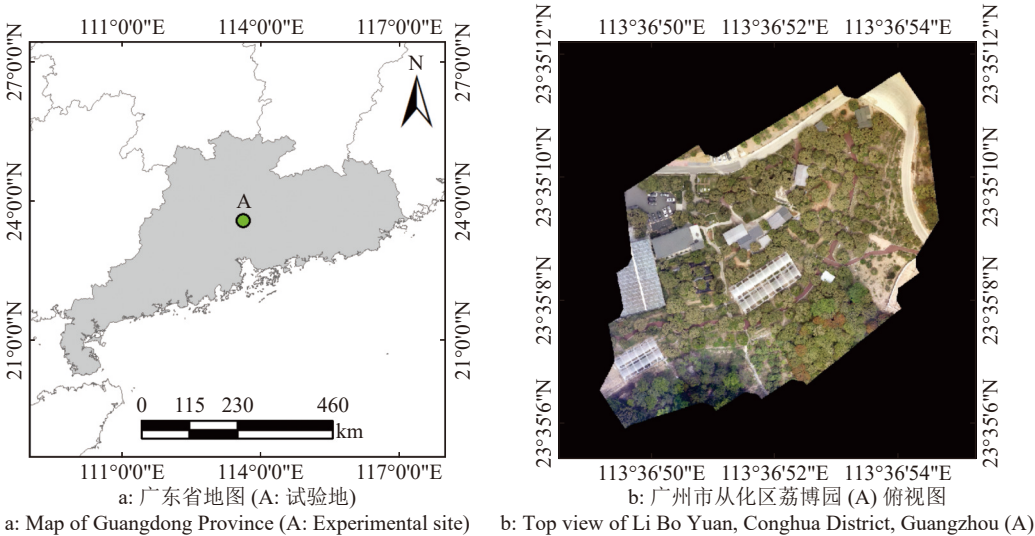 111°0'0"E 114°0'0"E 117°0'0"E
27°0'0"N
24°0'0"N
21°0'0"N
27°0'0"N
24°0'0"N
21°0'0"N
N
A
0 115 230 460
km
111°0'0"E 114°0'0"E 117°0'0"E
a: 广东省地图 (A: 试验地)
a: Map of Guangdong Province (A: Experimental site)
113°36'50"E 113°36'52"E 113°36'54"E
23°35'12"N
23°35'10"N
23°35'8"N
23°35'6"N
23°35'12"N
23°35'10"N
23°35'8"N
23°35'6"N
113°36'50"E 113°36'52"E 113°36'54"E
b: 广州市从化区荔博园 (A) 俯视图
b: Top view of Li Bo Yuan, Conghua District, Guangzhou (A)